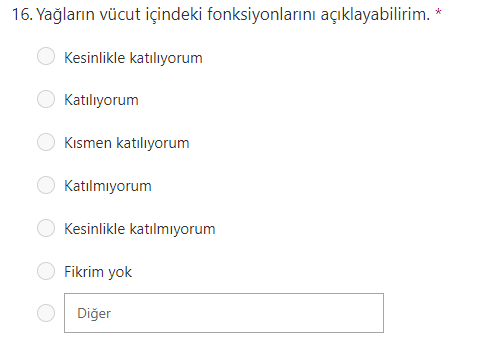 16. Yağların vücut içindeki fonksiyonlarını açıklayabilirim. *
Kesinlikle katılıyorum
Katılıyorum
Kısmen katılıyorum
Katılmıyorum
Kesinlikle katılmıyorum
Fikrim yok
Diğer